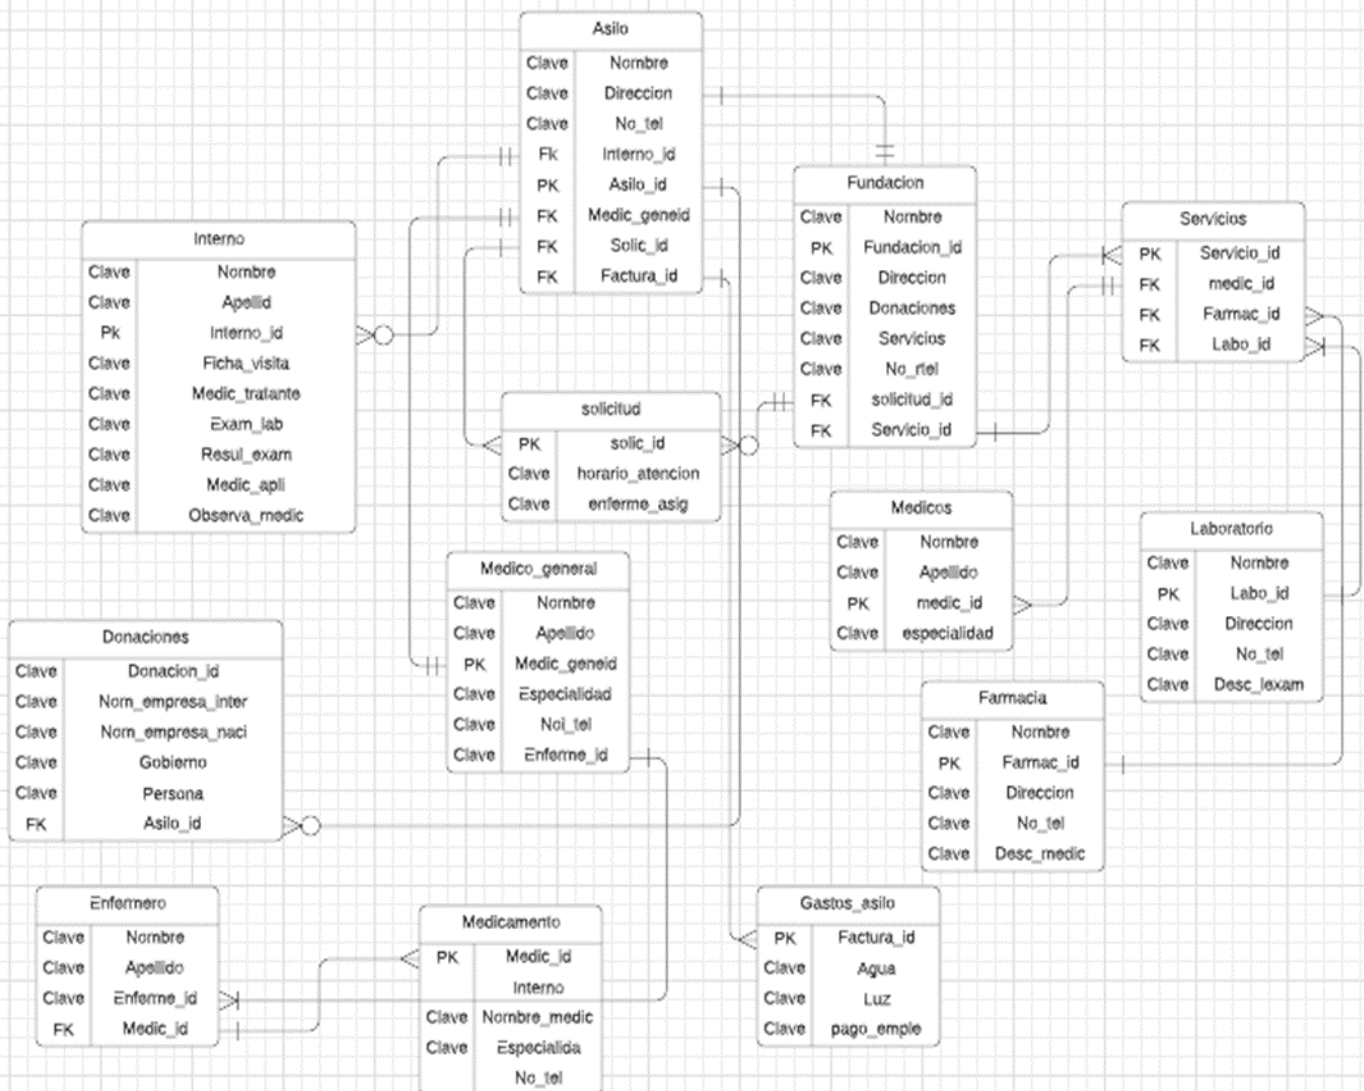 Asilo
Clave Nombre
Clave Direccion
Clave No_tel
Fk Interno_id
PK Asilo_id
FK Medic_geneid
FK Solic_id
FK Factura_id
Fundacion
Clave Nombre
PK Fundacion_id
Clave Direccion
Clave Donaciones
Clave Servicios
Clave No_rtel
FK solicitud_id
FK Servicio_id
Servicios
PK Servicio_id
FK medic_id
FK Farmac_id
FK Labo_id
Interno
Clave Nombre
Clave Apellid
Pk Interno_id
Clave Ficha_visita
Clave Medic_tratante
Clave Exam_lab
Clave Resul_exam
Clave Medic_apli
Clave Observa_medic
solicitud
PK solic_id
Clave horario_atencion
Clave enferme_asig
Medicos
Clave Nombre
Clave Apellido
PK medic_id
Clave especialidad
Laboratorio
Clave Nombre
PK Labo_id
Clave Direccion
Clave No_tel
Clave Desc_lexam
Medico_general
Clave Nombre
Clave Apellido
PK Medic_geneid
Clave Especialidad
Clave Noi_tel
Clave Enferme_id
Donaciones
Clave Donacion_id
Clave Nom_empresa_inter
Clave Nom_empresa_naci
Clave Gobierno
Clave Persona
FK Asilo_id
Farmacia
Clave Nombre
PK Farmac_id
Clave Direccion
Clave No_tel
Clave Desc_medic
Enfermero
Clave Nombre
Clave Apellido
Clave Enferme_id
FK Medic_id
Medicamento
PK Medic_id
Interno
Clave Nombre_medic
Clave Especialida
No_tel
Gastos_asilo
PK Factura_id
Clave Agua
Clave Luz
Clave pago_emple